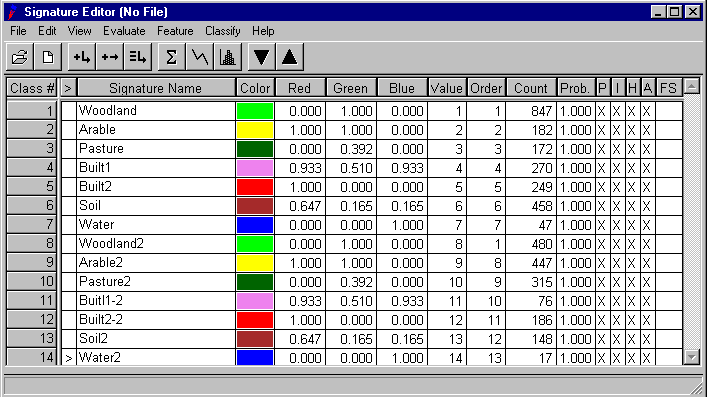 Signature Editor (No File)
File Edit View Evaluate Feature Classify Help
Class # > Signature Name Color Red Green Blue Value Order Count Prob. P I H A FS
1 Woodland 0.000 1.000 0.000 1 1 847 1.000 X X X X
2 Arable 1.000 1.000 0.000 2 2 182 1.000 X X X X
3 Pasture 0.000 0.392 0.000 3 3 172 1.000 X X X X
4 Built1 0.933 0.510 0.933 4 4 270 1.000 X X X X
5 Built2 1.000 0.000 0.000 5 5 249 1.000 X X X X
6 Soil 0.647 0.165 0.165 6 6 458 1.000 X X X X
7 Water 0.000 0.000 1.000 7 7 47 1.000 X X X X
8 Woodland2 0.000 1.000 0.000 8 1 480 1.000 X X X X
9 Arable2 1.000 1.000 0.000 9 8 447 1.000 X X X X
10 Pasture2 0.000 0.392 0.000 10 9 315 1.000 X X X X
11 Buitl1-2 0.933 0.510 0.933 11 10 76 1.000 X X X X
12 Built2-2 1.000 0.000 0.000 12 11 186 1.000 X X X X
13 Soil2 0.647 0.165 0.165 13 12 148 1.000 X X X X
14 > Water2 0.000 0.000 1.000 14 13 17 1.000 X X X X